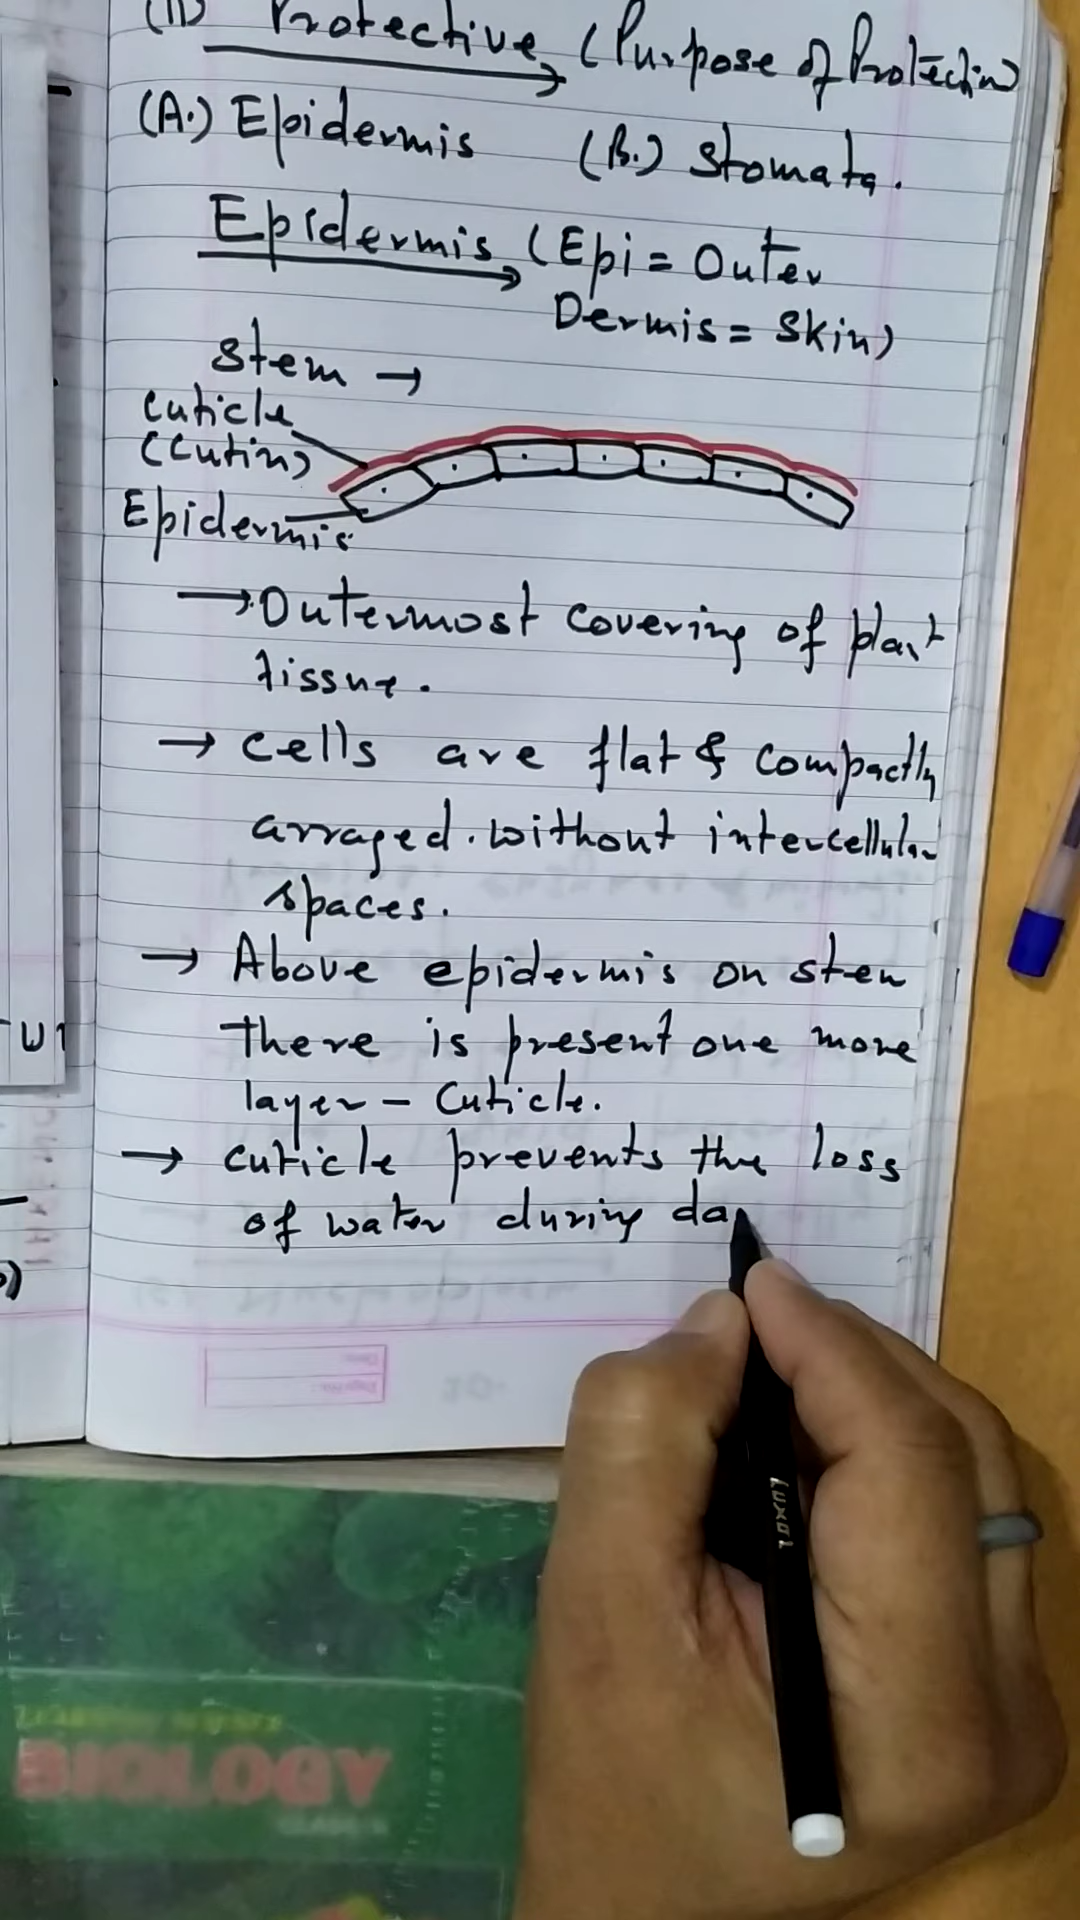 (II) Protective (Purpose of Protectin
(A.) Epidermis (B.) Stomata.
Epidermis (Epi = Outer
Dermis = Skin)
Stem →
Cuticle
(Cutin)
Epidermis
→ Outermost covering of plant
tissue.
→ Cells are flat & compactly
arraged. without intercellular
spaces.
→ Above epidermis on stem
there is present one more
layer – Cuticle.
→ Cuticle prevents the loss
of water during da
Luxor
BIOLOGY